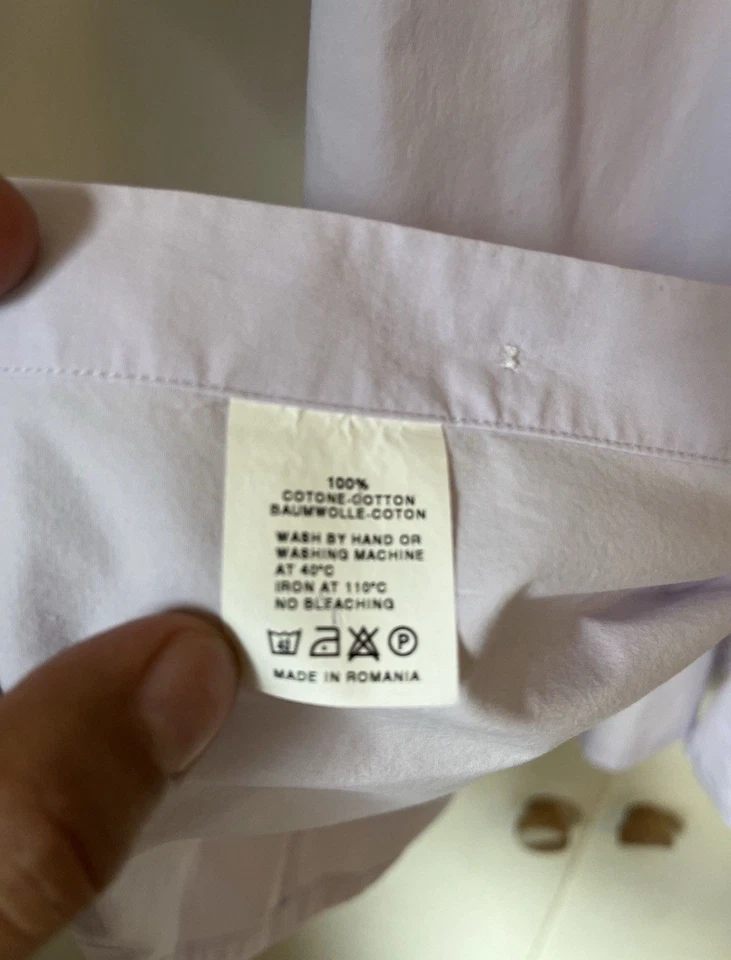 100%
COTONE-COTTON
BAUMWOLLE-COTON
WASH BY HAND OR
WASHING MACHINE
AT 40°C
IRON AT 110°C
NO BLEACHING
40 P
MADE IN ROMANIA